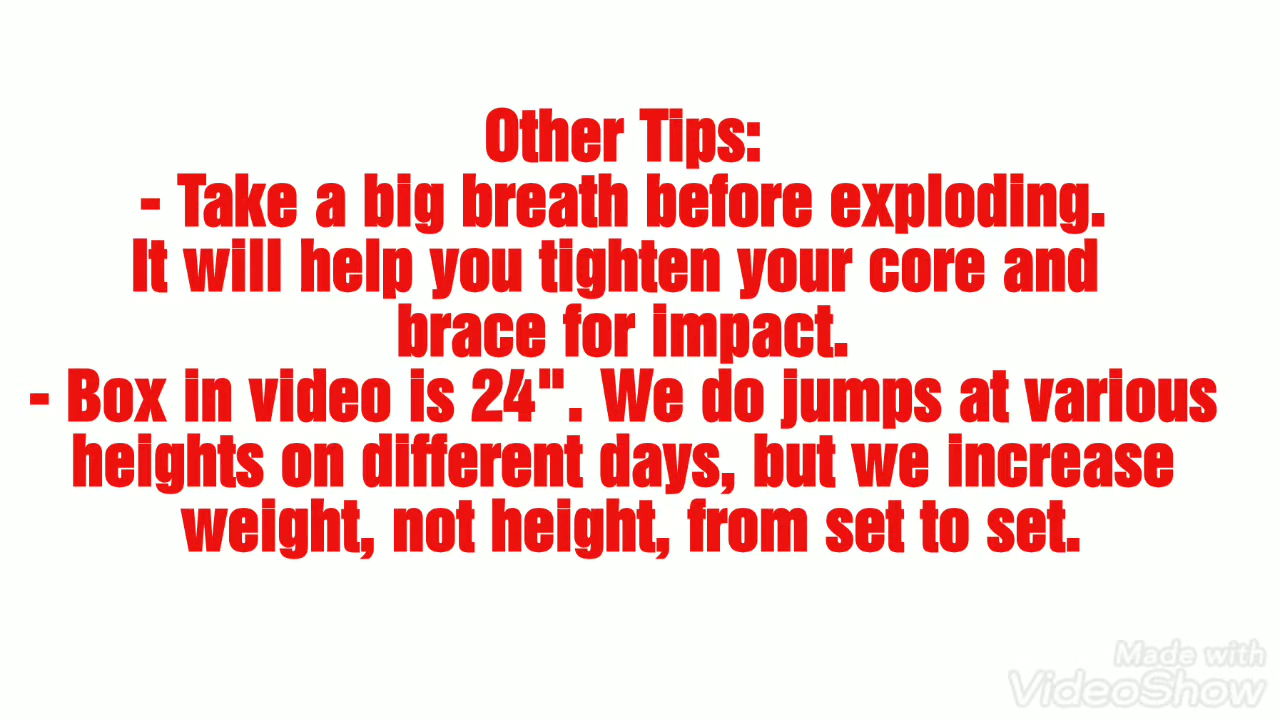 Other Tips:
- Take a big breath before exploding.
It will help you tighten your core and
brace for impact.
- Box in video is 24". We do jumps at various
heights on different days, but we increase
weight, not height, from set to set.
Made with
VideoShow